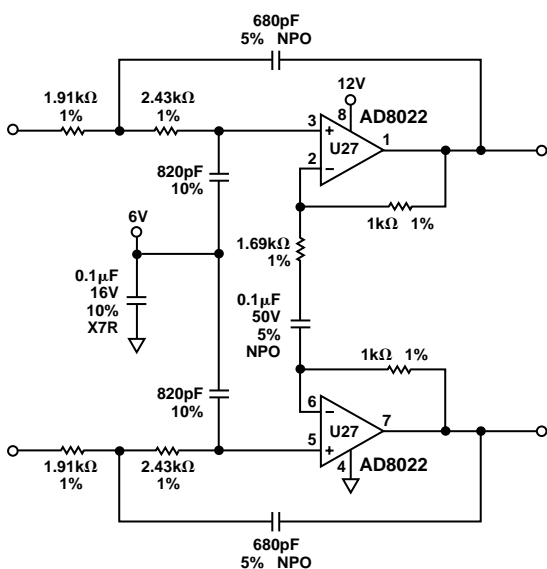 680pF
5% NPO
1.91kΩ
1%
2.43kΩ
1%
12V
8
AD8022
3
+
U27
1
2
–
820pF
10%
1kΩ 1%
6V
1.69kΩ
1%
0.1µF
16V
10%
X7R
0.1µF
50V
5%
NPO
1kΩ 1%
820pF
10%
6
–
U27
7
5
+
4
AD8022
1.91kΩ
1%
2.43kΩ
1%
680pF
5% NPO